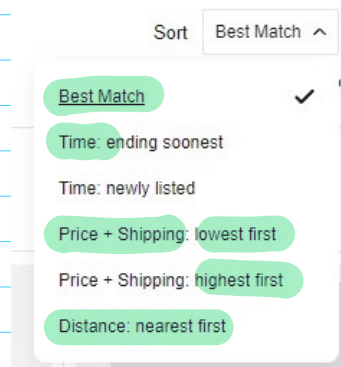 Sort Best Match
Best Match
Time: ending soonest
Time: newly listed
Price + Shipping: lowest first
Price + Shipping: highest first
Distance: nearest first